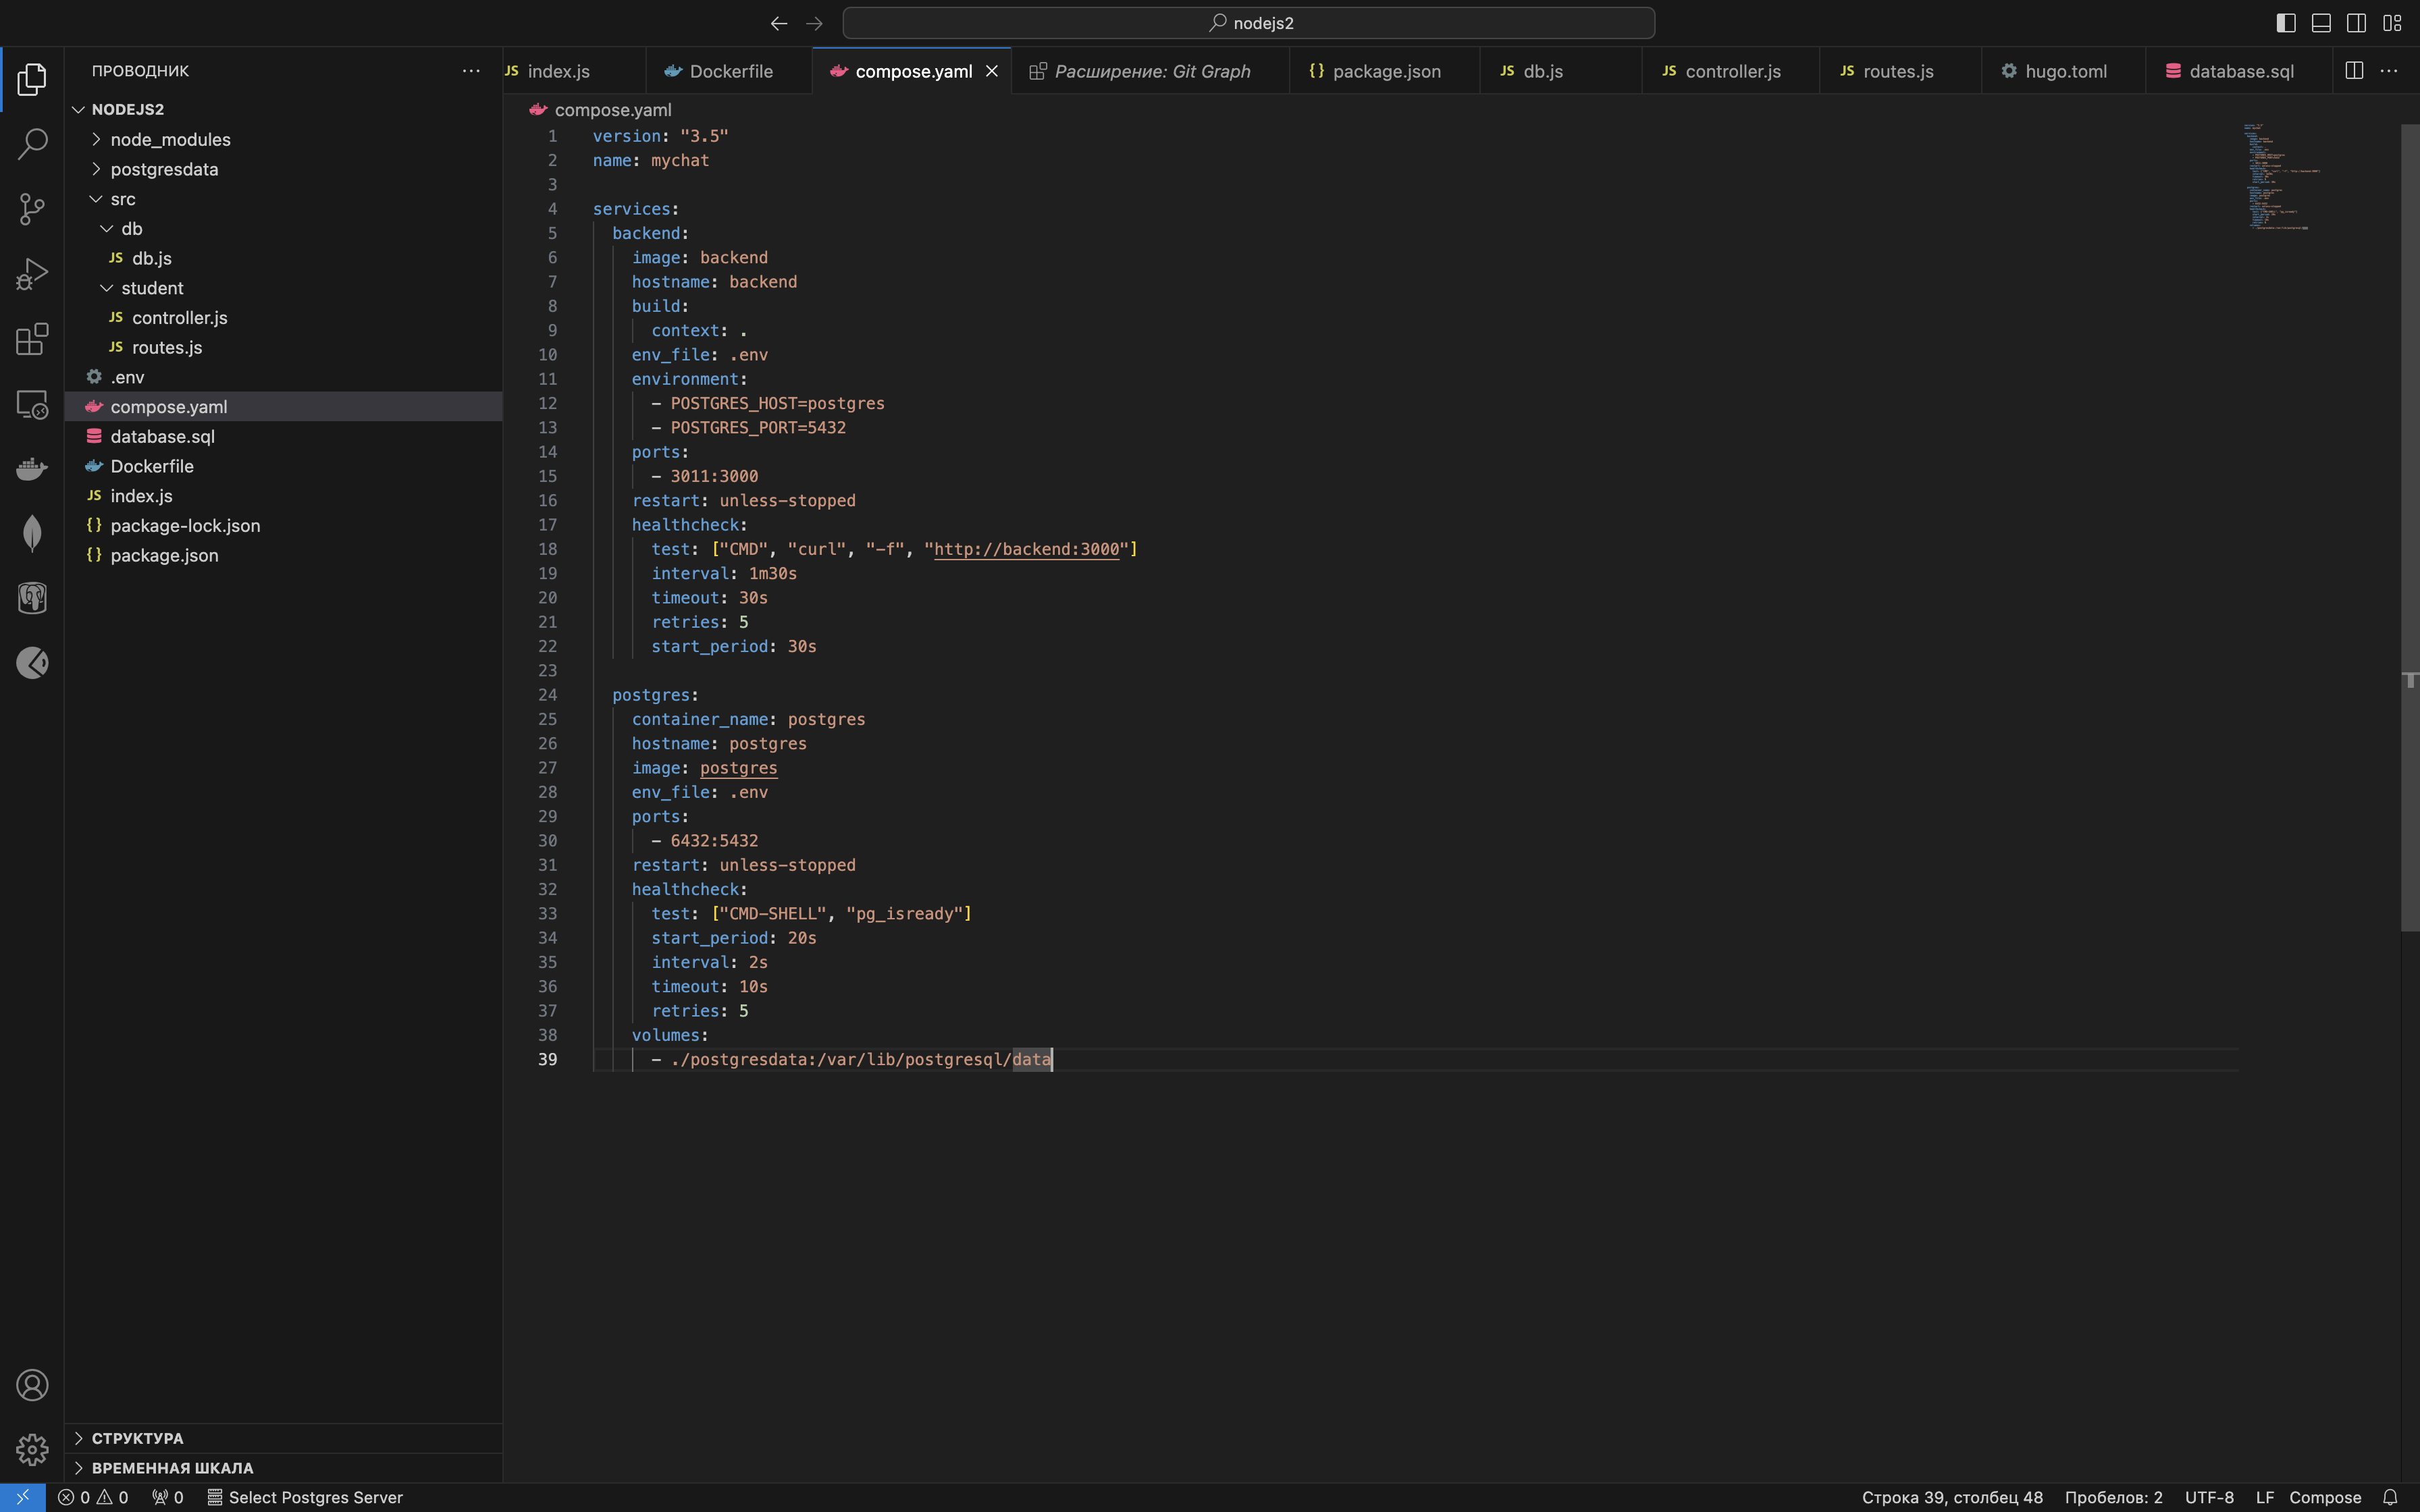 nodejs2
ПРОВОДНИК
JS index.js
Dockerfile
compose.yaml
Расширение: Git Graph
{} package.json
JS db.js
JS controller.js
JS routes.js
hugo.toml
database.sql
NODEJS2
node_modules
postgresdata
src
db
JS db.js
student
JS controller.js
JS routes.js
.env
compose.yaml
database.sql
Dockerfile
JS index.js
{} package-lock.json
{} package.json
compose.yaml
1 version: "3.5"
2 name: mychat
3
4 services:
5 backend:
6 image: backend
7 hostname: backend
8 build:
9 context: .
10 env_file: .env
11 environment:
12 - POSTGRES_HOST=postgres
13 - POSTGRES_PORT=5432
14 ports:
15 - 3011:3000
16 restart: unless-stopped
17 healthcheck:
18 test: ["CMD", "curl", "-f", "http://backend:3000"]
19 interval: 1m30s
20 timeout: 30s
21 retries: 5
22 start_period: 30s
23
24 postgres:
25 container_name: postgres
26 hostname: postgres
27 image: postgres
28 env_file: .env
29 ports:
30 - 6432:5432
31 restart: unless-stopped
32 healthcheck:
33 test: ["CMD-SHELL", "pg_isready"]
34 start_period: 20s
35 interval: 2s
36 timeout: 10s
37 retries: 5
38 volumes:
39 - ./postgresdata:/var/lib/postgresql/data
СТРУКТУРА
ВРЕМЕННАЯ ШКАЛА
0 0 0 Select Postgres Server
Строка 39, столбец 48 Пробелов: 2 UTF-8 LF Compose